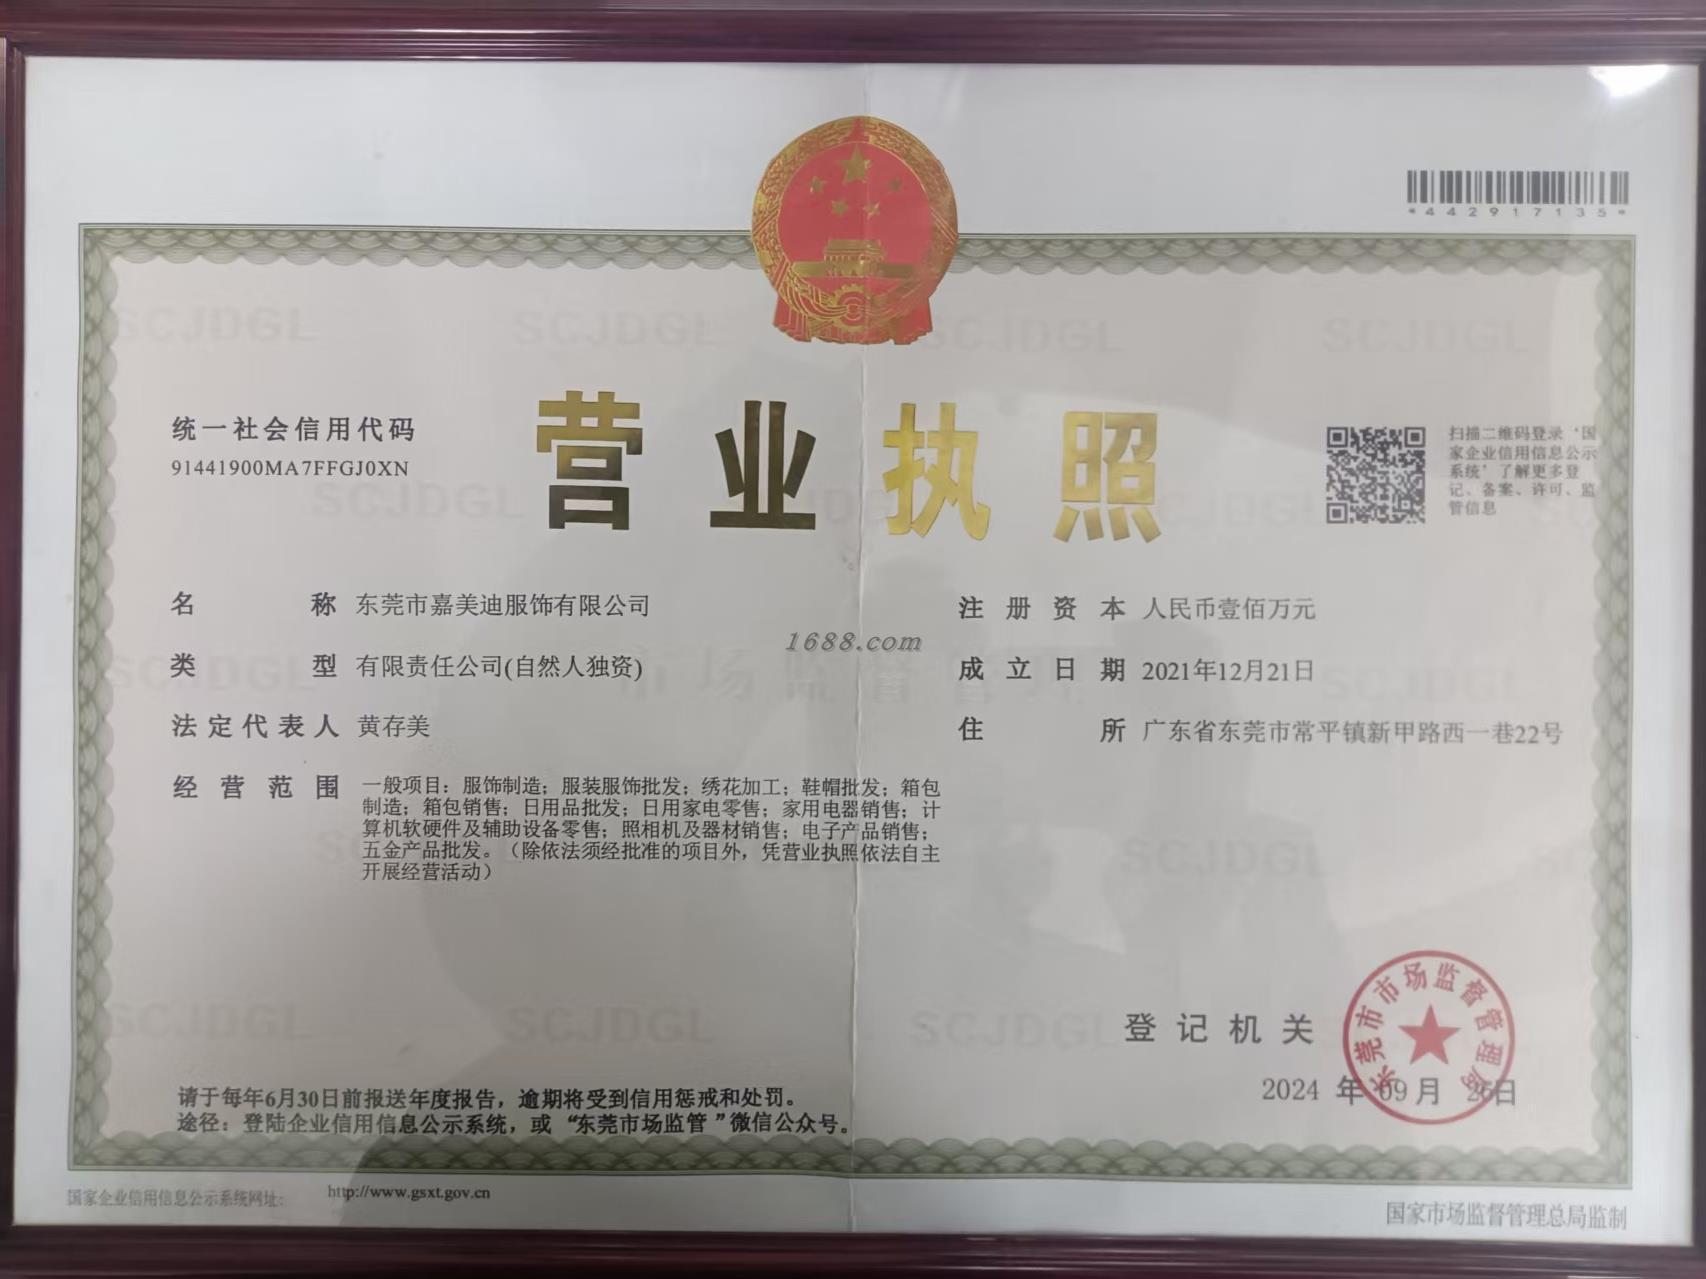 *442917135*
统一社会信用代码
91441900MA7FFGJ0XN
营业执照
扫描二维码登录‘国
家企业信用信息公示
系统’了解更多登
记、备案、许可、监
管信息
名称 东莞市嘉美迪服饰有限公司
注册资本 人民币壹佰万元
1688.com
类型 有限责任公司(自然人独资)
成立日期 2021年12月21日
法定代表人 黄存美
住所 广东省东莞市常平镇新甲路西一巷22号
经营范围 一般项目：服饰制造；服装服饰批发；绣花加工；鞋帽批发；箱包
制造；箱包销售；日用品批发；日用家电零售；家用电器销售；计
算机软硬件及辅助设备零售；照相机及器材销售；电子产品销售；
五金产品批发。（除依法须经批准的项目外，凭营业执照依法自主
开展经营活动）
SCJDGL
市场监督管理
登记机关
东莞市市场监督管理局
2024 年 09 月 26 日
请于每年6月30日前报送年度报告，逾期将受到信用惩戒和处罚。
途径：登陆企业信用信息公示系统，或“东莞市场监管”微信公众号。
国家企业信用信息公示系统网址： http://www.gsxt.gov.cn
国家市场监督管理总局监制